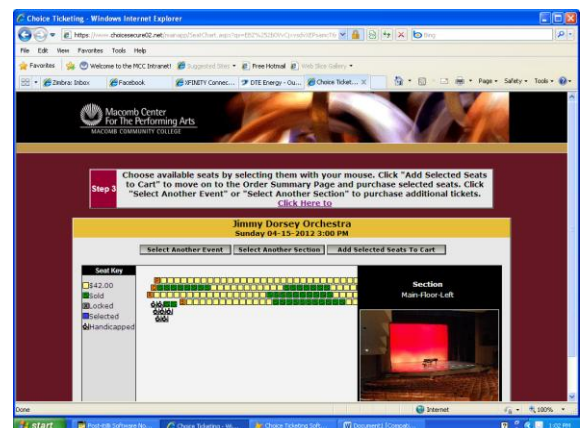 Choice Ticketing - Windows Internet Explorer
Bing
File Edit View Favorites Tools Help
Favorites Welcome to the MCC Intranet! Suggested Sites Free Hotmail Web Slice Gallery
Zimbra: Inbox Facebook XFINITY Connec... DTE Energy - Ou... Choice Ticket... Page Safety Tools
Macomb Center
For The Performing Arts
MACOMB COMMUNITY COLLEGE
Step 3
Choose available seats by selecting them with your mouse. Click "Add Selected Seats
to Cart" to move on to the Order Summary Page and purchase selected seats. Click
"Select Another Event" or "Select Another Section" to purchase additional tickets.
Click Here to
Jimmy Dorsey Orchestra
Sunday 04-15-2012 3:00 PM
Select Another Event Select Another Section Add Selected Seats To Cart
Seat Key
$42.00
Sold
Locked
Selected
Handicapped
Section
Main-Floor-Left
Done Internet 100%
start Choice Ticketing - Wi... Choice Ticketing Soft... 1:02 PM